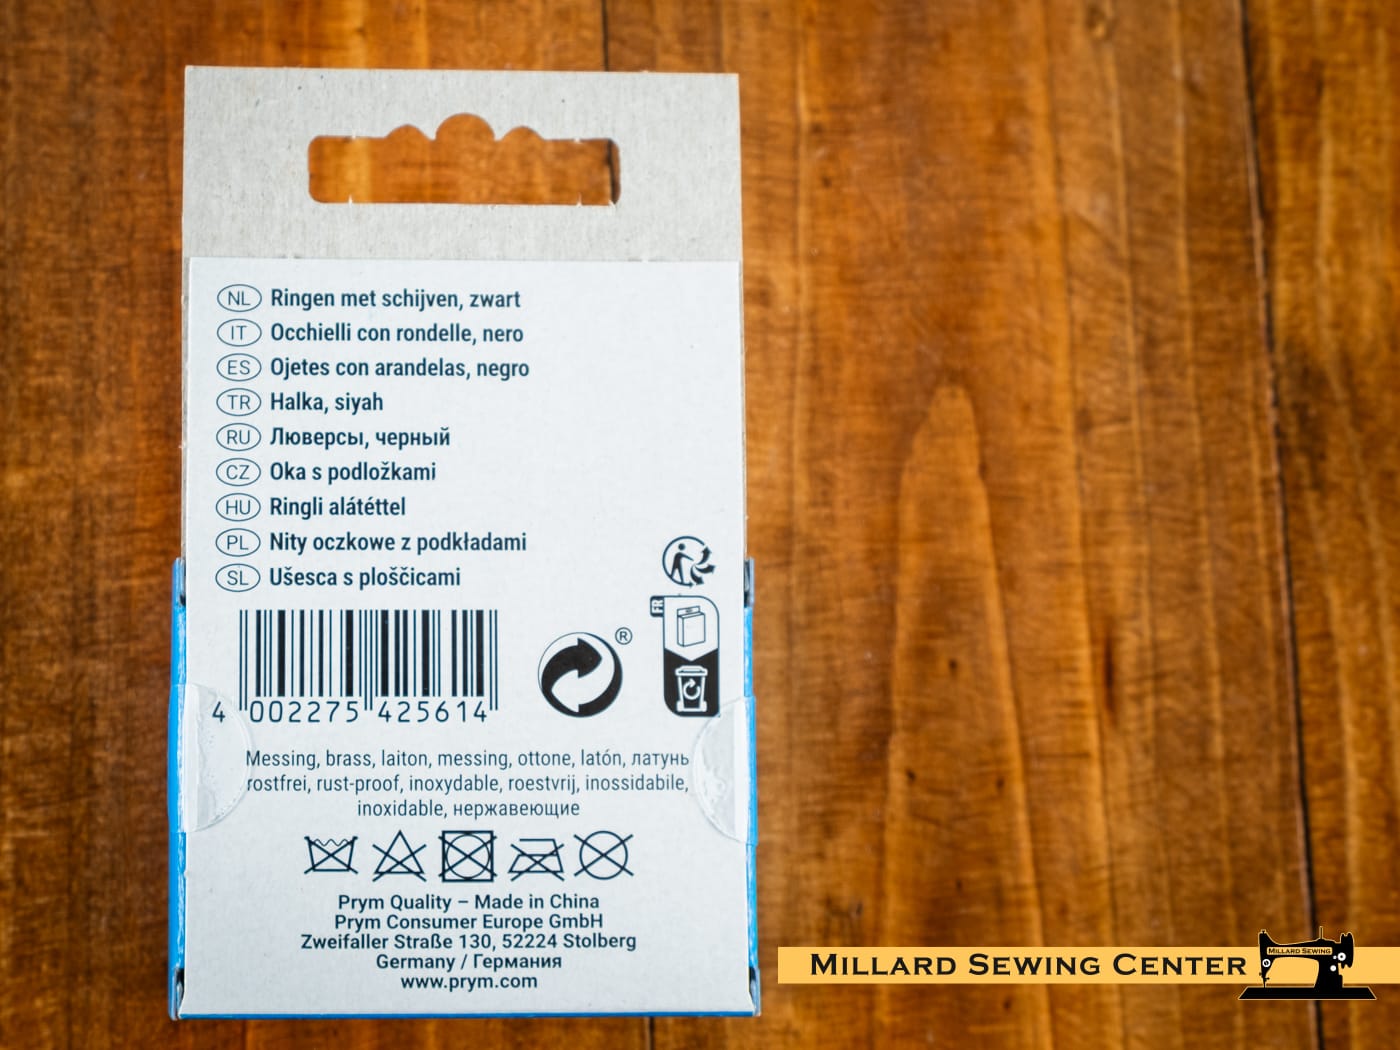 NL Ringen met schijven, zwart
IT Occhielli con rondelle, nero
ES Ojetes con arandelas, negro
TR Halka, siyah
RU Люверсы, черный
CZ Oka s podložkami
HU Ringli alátéttel
PL Nity oczkowe z podkładami
SL Ušesca s ploščicami
FR
®
4 002275 425614
Messing, brass, laiton, messing, ottone, latón, латунь
rostfrei, rust-proof, inoxydable, roestvrij, inossidabile,
inoxidable, нержавеющие
Prym Quality – Made in China
Prym Consumer Europe GmbH
Zweifaller Straße 130, 52224 Stolberg
Germany / Германия
www.prym.com
Millard Sewing Center
Millard Sewing